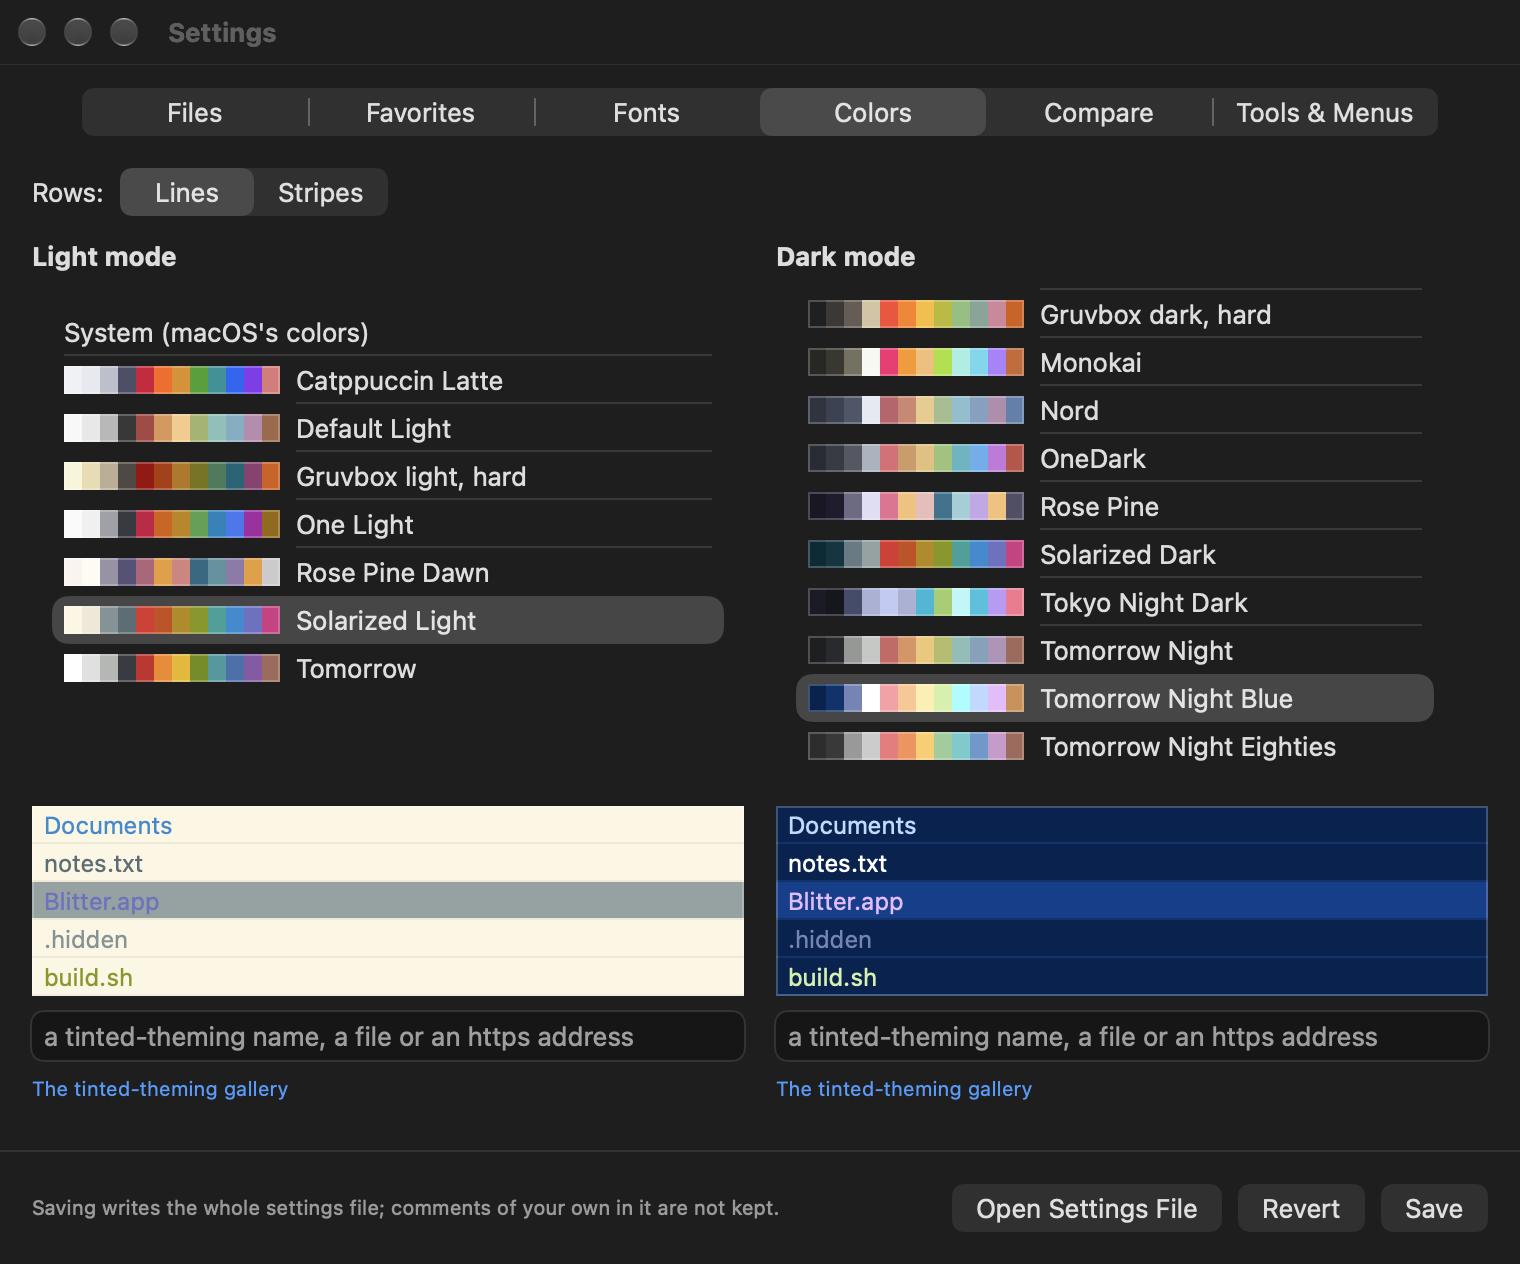 Settings
Files
Favorites
Fonts
Colors
Compare
Tools & Menus
Rows:
Lines
Stripes
Light mode
System (macOS's colors)
Catppuccin Latte
Default Light
Gruvbox light, hard
One Light
Rose Pine Dawn
Solarized Light
Tomorrow
Documents
notes.txt
Blitter.app
.hidden
build.sh
a tinted-theming name, a file or an https address
The tinted-theming gallery
Dark mode
Gruvbox dark, hard
Monokai
Nord
OneDark
Rose Pine
Solarized Dark
Tokyo Night Dark
Tomorrow Night
Tomorrow Night Blue
Tomorrow Night Eighties
Documents
notes.txt
Blitter.app
.hidden
build.sh
a tinted-theming name, a file or an https address
The tinted-theming gallery
Saving writes the whole settings file; comments of your own in it are not kept.
Open Settings File
Revert
Save